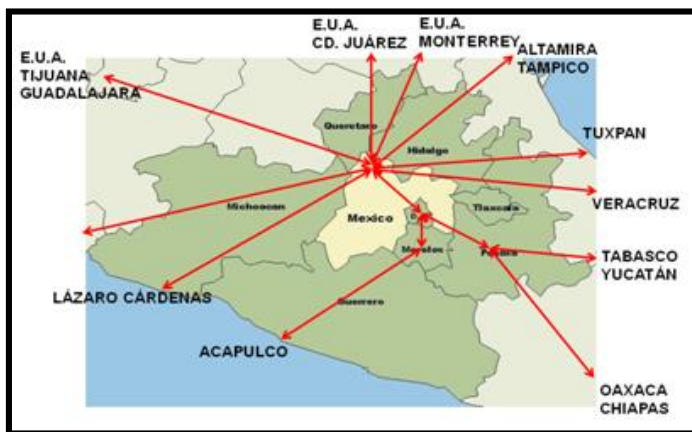 E.U.A.
CD. JUÁREZ
E.U.A.
MONTERREY
ALTAMIRA
TAMPICO
E.U.A.
TIJUANA
GUADALAJARA
TUXPAN
Queretaro
Hidalgo
VERACRUZ
Michoacan
Mexico
Tlaxcala
Morelos
Puebla
TABASCO
YUCATÁN
LÁZARO CÁRDENAS
Guerrero
ACAPULCO
OAXACA
CHIAPAS